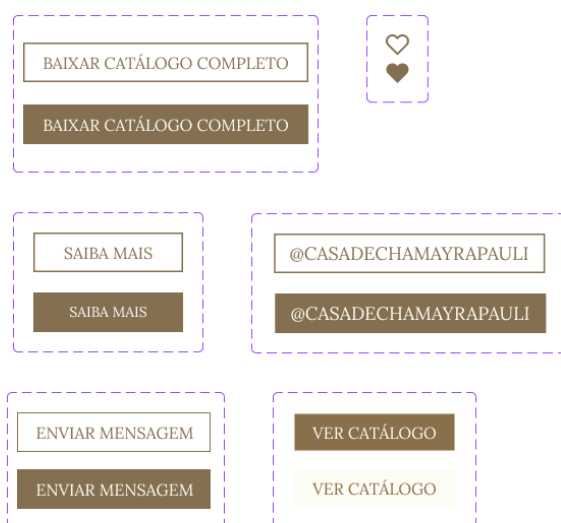 BAIXAR CATÁLOGO COMPLETO
BAIXAR CATÁLOGO COMPLETO
SAIBA MAIS
SAIBA MAIS
@CASADECHAMAYRAPAULI
@CASADECHAMAYRAPAULI
ENVIAR MENSAGEM
ENVIAR MENSAGEM
VER CATÁLOGO
VER CATÁLOGO